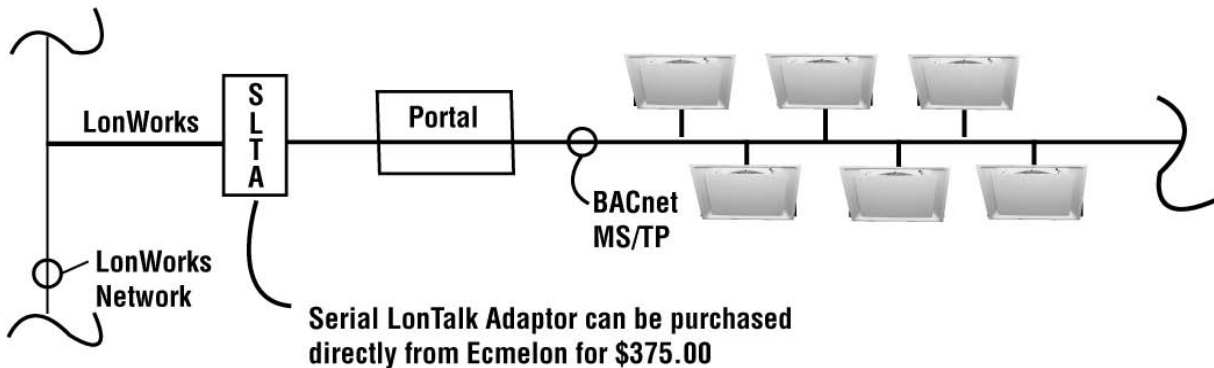 LonWorks
SLTA
Portal
BACnet
MS/TP
LonWorks
Network
Serial LonTalk Adaptor can be purchased
directly from Ecmelon for $375.00